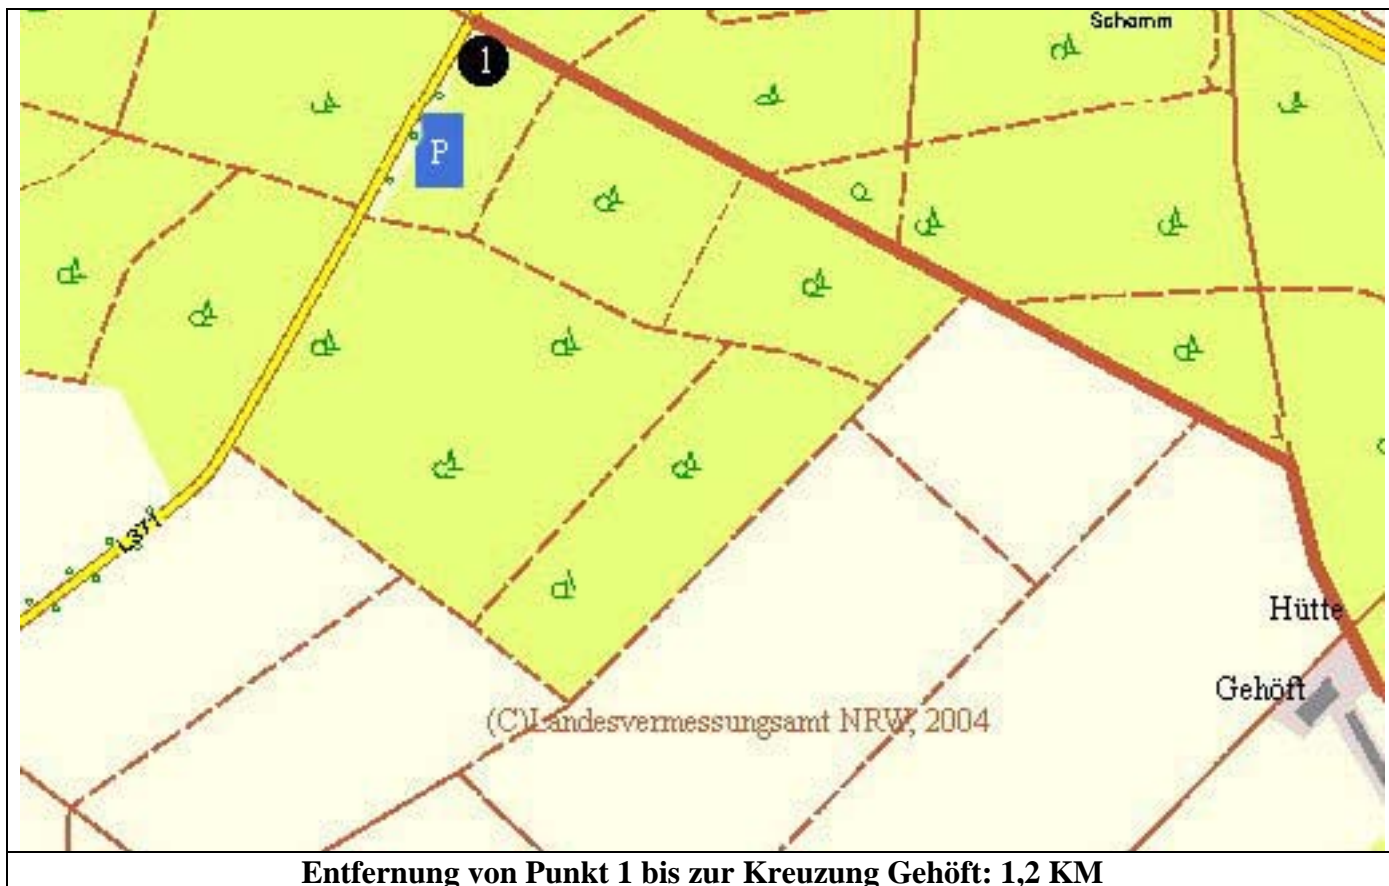 Schamm
1
P
L371
Hütte
Gehöft
(C)Landesvermessungsamt NRW, 2004
Entfernung von Punkt 1 bis zur Kreuzung Gehöft: 1,2 KM